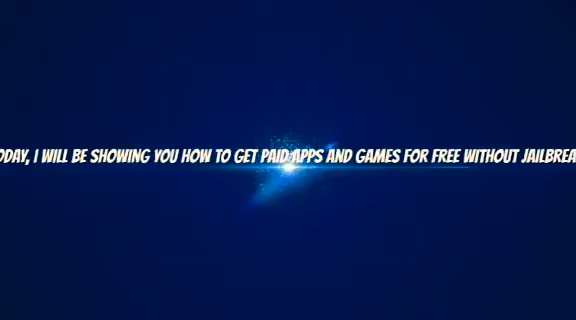 ODAY, I WILL BE SHOWING YOU HOW TO GET PAID APPS AND GAMES FOR FREE WITHOUT JAILBREA